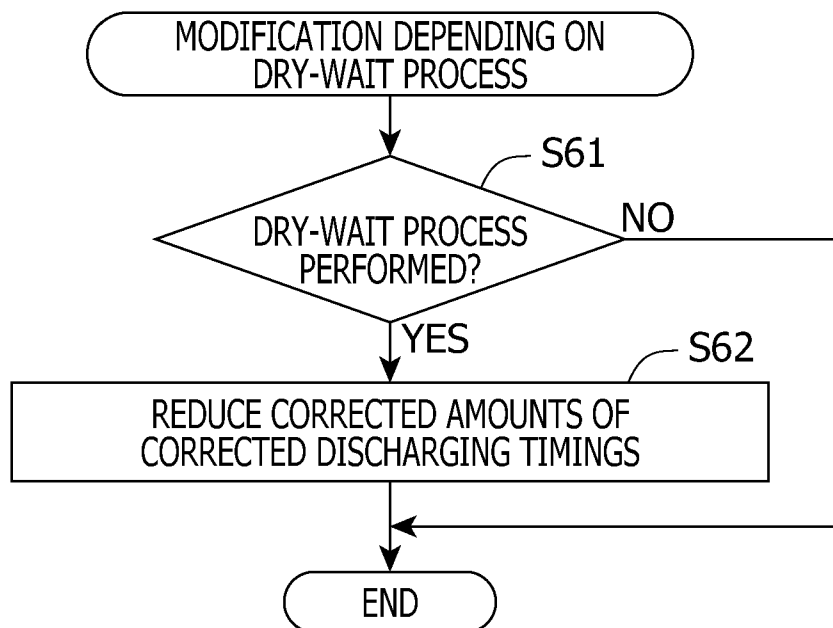 MODIFICATION DEPENDING ON
DRY-WAIT PROCESS
S61
DRY-WAIT PROCESS
PERFORMED?
NO
YES
S62
REDUCE CORRECTED AMOUNTS OF
CORRECTED DISCHARGING TIMINGS
END